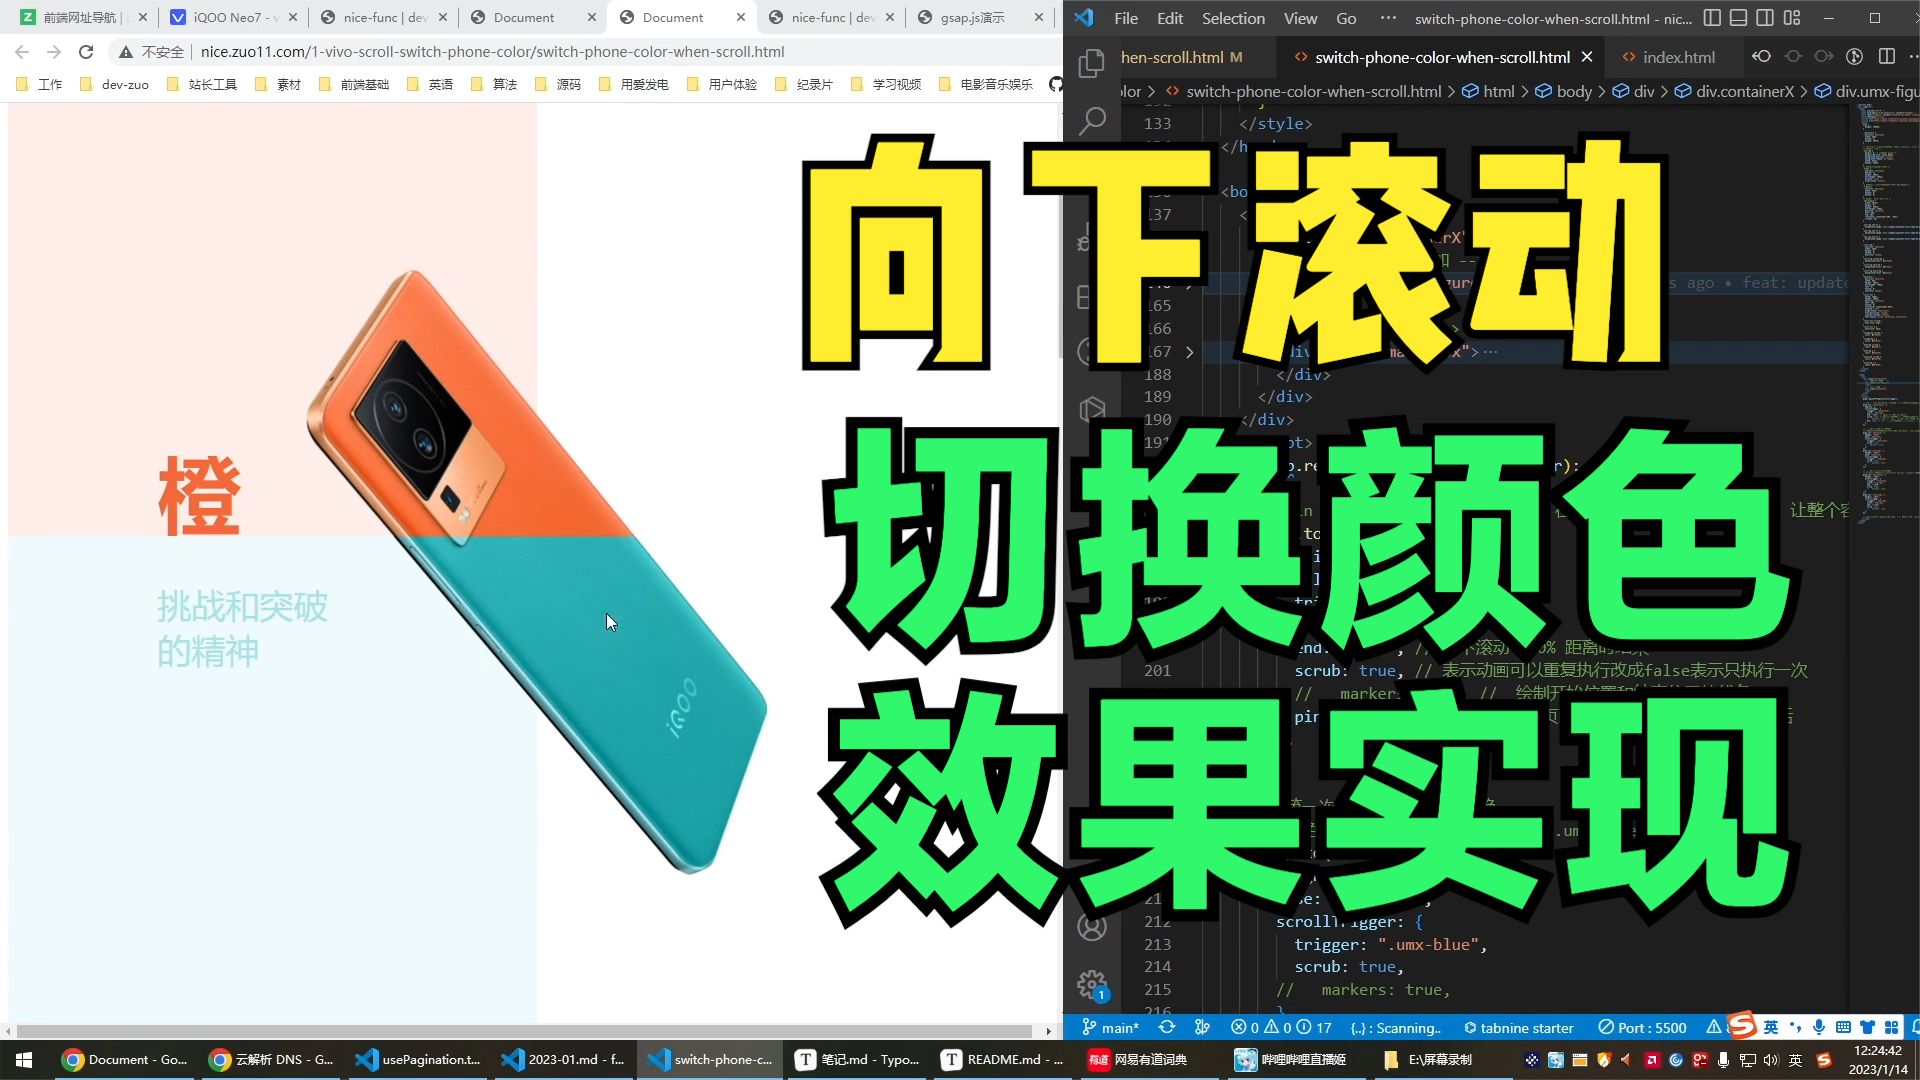 前端网址导航 |
iQOO Neo7 - v
nice-func | dev
Document
Document
nice-func | dev
gsap.js演示
File Edit Selection View Go ··· switch-phone-color-when-scroll.html - nic...
不安全 | nice.zuo11.com/1-vivo-scroll-switch-phone-color/switch-phone-color-when-scroll.html
hen-scroll.html M
switch-phone-color-when-scroll.html
index.html
工作 dev-zuo 站长工具 素材 前端基础 英语 算法 源码 用爱发电 用户体验 纪录片 学习视频 电影音乐娱乐
olor > switch-phone-color-when-scroll.html > html > body > div > div.containerX > div.umx-figu
133 </style>
</h
<bo
37
向下滚动
s ago • feat: update
165
166
167
188 </div>
189 </div>
190 </div>
切换颜色
橙
挑战和突破
的精神
iQOO
让整个容
201 scrub: true, // 表示动画可以重复执行改成false表示只执行一次
效果实现
212 scrollTrigger: {
213 trigger: ".umx-blue",
214 scrub: true,
215 // markers: true,
216 }
1
main* 0 0 17 {..} : Scanning.. tabnine starter Port : 5500
英
Document - Go...
云解析 DNS - G...
usePagination.t...
2023-01.md - f...
switch-phone-c...
笔记.md - Typo...
README.md - ...
有道 网易有道词典
哔哩哔哩直播姬
E:\屏幕录制
英
12:24:42
2023/1/14